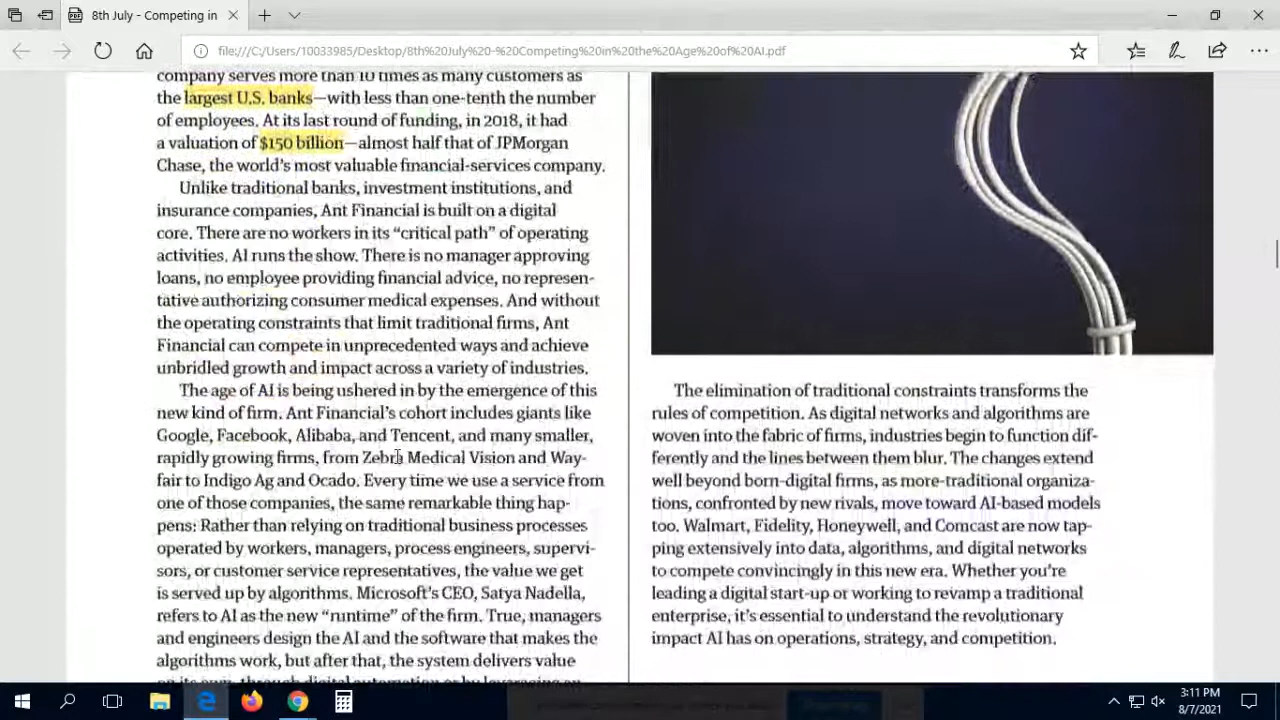 8th July - Competing in
file:///C:/Users/10033985/Desktop/8th%20July%20-%20Competing%20in%20the%20Age%20of%20AI.pdf
company serves more than 10 times as many customers as
the largest U.S. banks—with less than one-tenth the number
of employees. At its last round of funding, in 2018, it had
a valuation of $150 billion—almost half that of JPMorgan
Chase, the world's most valuable financial-services company.
Unlike traditional banks, investment institutions, and
insurance companies, Ant Financial is built on a digital
core. There are no workers in its “critical path” of operating
activities. AI runs the show. There is no manager approving
loans, no employee providing financial advice, no represen-
tative authorizing consumer medical expenses. And without
the operating constraints that limit traditional firms, Ant
Financial can compete in unprecedented ways and achieve
unbridled growth and impact across a variety of industries.
The age of AI is being ushered in by the emergence of this
new kind of firm. Ant Financial's cohort includes giants like
Google, Facebook, Alibaba, and Tencent, and many smaller,
rapidly growing firms, from Zebra Medical Vision and Way-
fair to Indigo Ag and Ocado. Every time we use a service from
one of those companies, the same remarkable thing hap-
pens: Rather than relying on traditional business processes
operated by workers, managers, process engineers, supervi-
sors, or customer service representatives, the value we get
is served up by algorithms. Microsoft's CEO, Satya Nadella,
refers to AI as the new “runtime” of the firm. True, managers
and engineers design the AI and the software that makes the
algorithms work, but after that, the system delivers value
on its own, through digital automation or by leveraging an
The elimination of traditional constraints transforms the
rules of competition. As digital networks and algorithms are
woven into the fabric of firms, industries begin to function dif-
ferently and the lines between them blur. The changes extend
well beyond born-digital firms, as more-traditional organiza-
tions, confronted by new rivals, move toward AI-based models
too. Walmart, Fidelity, Honeywell, and Comcast are now tap-
ping extensively into data, algorithms, and digital networks
to compete convincingly in this new era. Whether you're
leading a digital start-up or working to revamp a traditional
enterprise, it's essential to understand the revolutionary
impact AI has on operations, strategy, and competition.
3:11 PM
8/7/2021